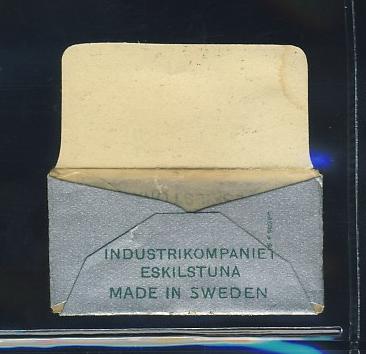 INDUSTRIKOMPANIET
ESKILSTUNA
MADE IN SWEDEN